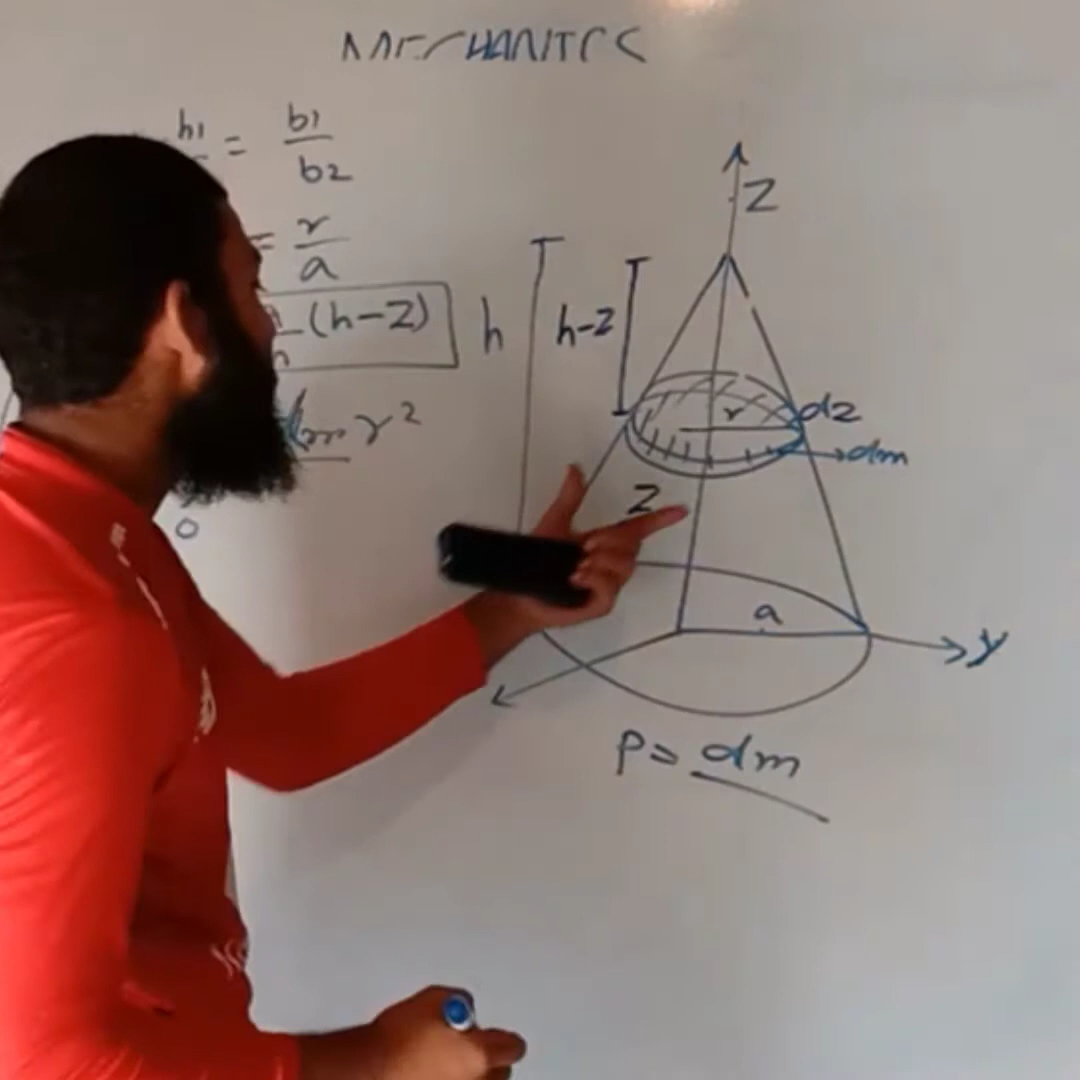 MECHANICS
h1 = b1
b2
= r
a
(h-Z)
dm r²
0
Z
h
h-z
r
dz
dm
Z
a
y
P = dm